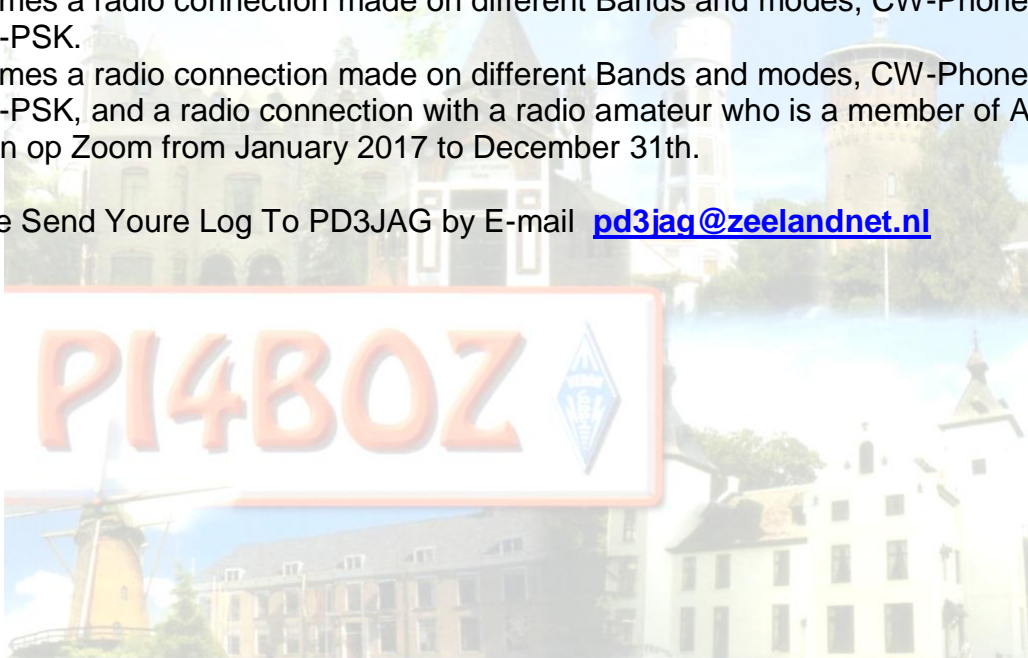 mes a radio connection made on different Bands and modes, CW-Phone
-PSK.
mes a radio connection made on different Bands and modes, CW-Phone
-PSK, and a radio connection with a radio amateur who is a member of A
n op Zoom from January 2017 to December 31th.
e Send Youre Log To PD3JAG by E-mail pd3jag@zeelandnet.nl
PI4BOZ